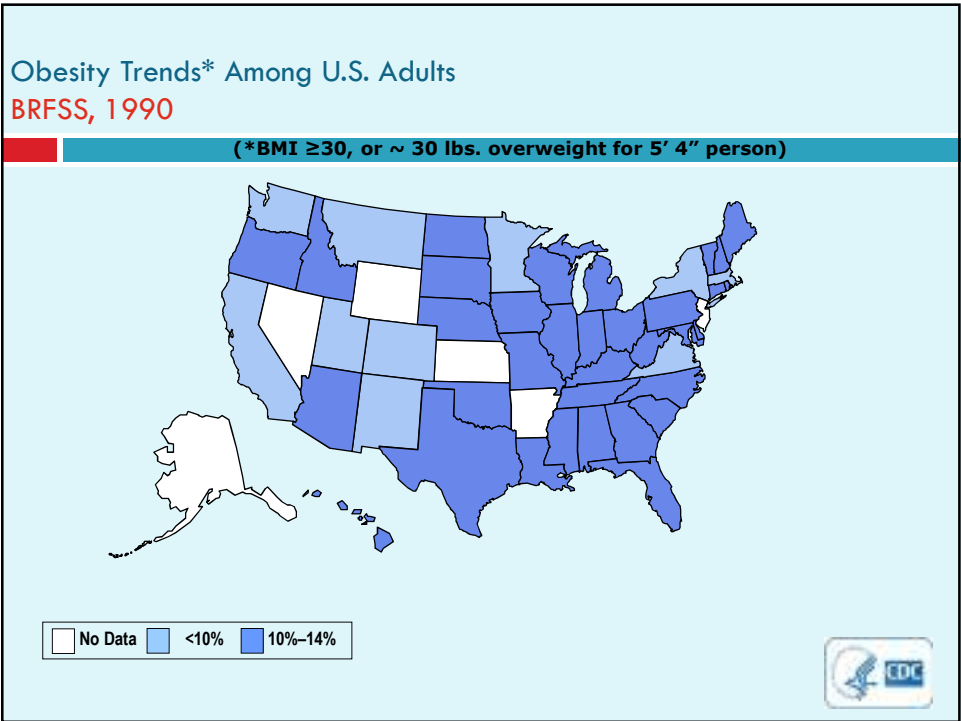 Obesity Trends* Among U.S. Adults
BRFSS, 1990
(*BMI ≥30, or ~ 30 lbs. overweight for 5’ 4” person)
No Data <10% 10%–14%
CDC